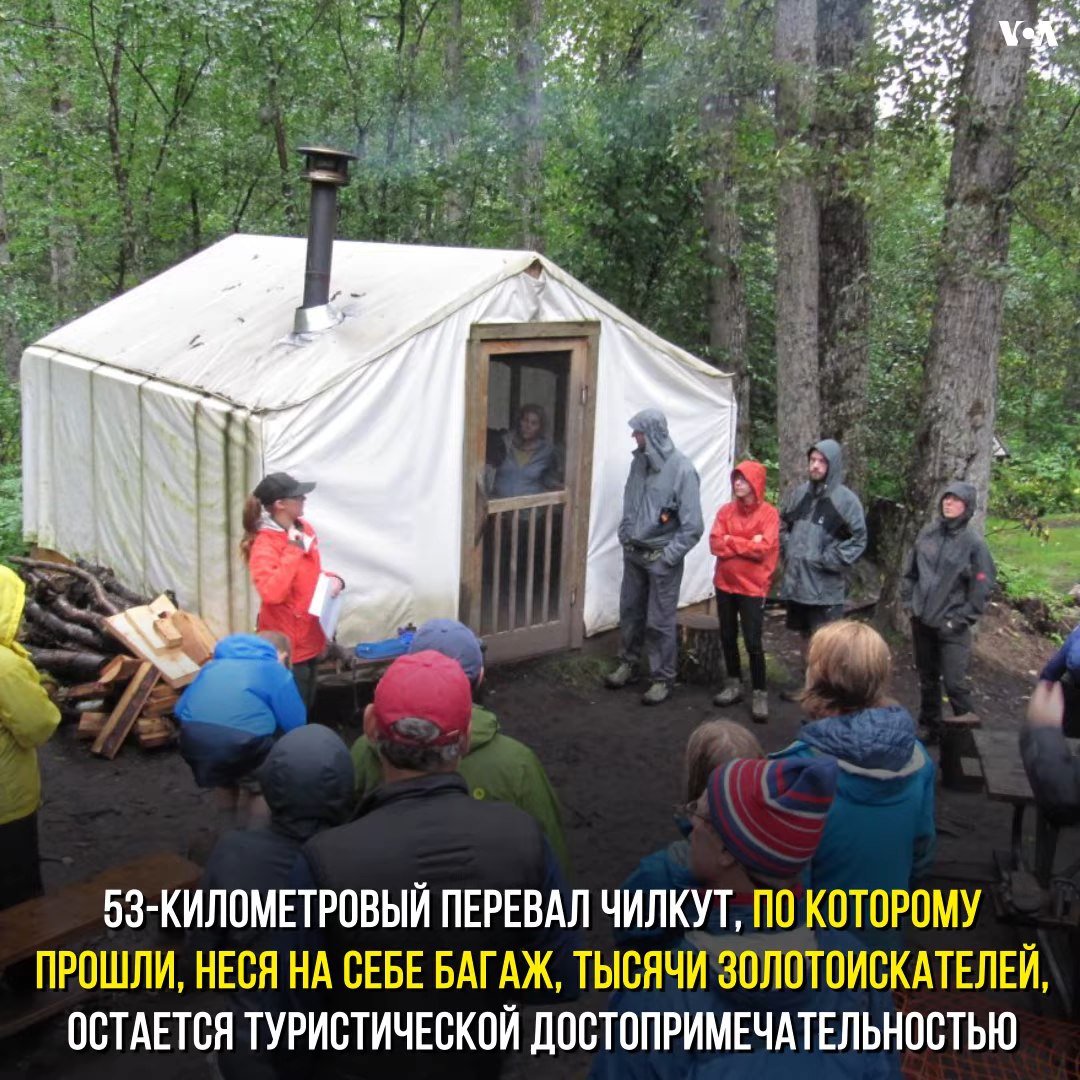 VOA
53-КИЛОМЕТРОВЫЙ ПЕРЕВАЛ ЧИЛКУТ, ПО КОТОРОМУ
ПРОШЛИ, НЕСЯ НА СЕБЕ БАГАЖ, ТЫСЯЧИ ЗОЛОТОИСКАТЕЛЕЙ,
ОСТАЕТСЯ ТУРИСТИЧЕСКОЙ ДОСТОПРИМЕЧАТЕЛЬНОСТЬЮ